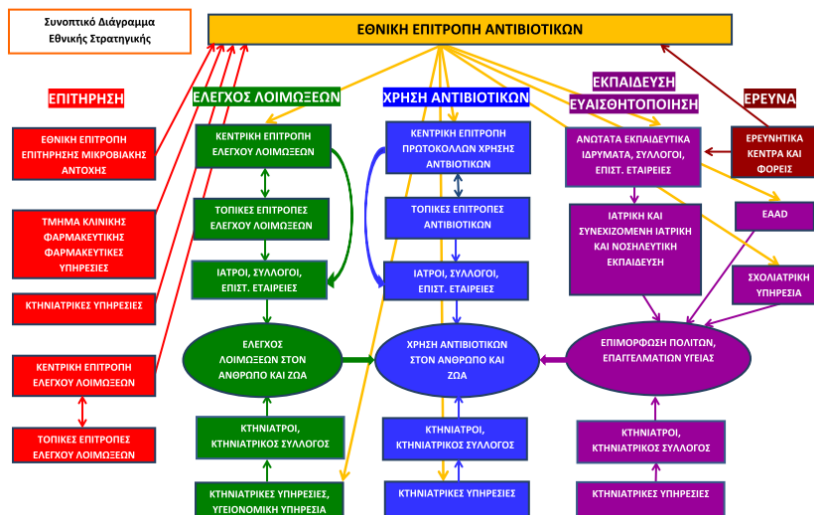 Συνοπτικό Διάγραμμα
Εθνικής Στρατηγικής
ΕΘΝΙΚΗ ΕΠΙΤΡΟΠΗ ΑΝΤΙΒΙΟΤΙΚΩΝ
ΕΠΙΤΗΡΗΣΗ
ΕΘΝΙΚΗ ΕΠΙΤΡΟΠΗ
ΕΠΙΤΗΡΗΣΗΣ ΜΙΚΡΟΒΙΑΚΗΣ
ΑΝΤΟΧΗΣ
ΤΜΗΜΑ ΚΛΙΝΙΚΗΣ
ΦΑΡΜΑΚΕΥΤΙΚΗΣ
ΦΑΡΜΑΚΕΥΤΙΚΕΣ
ΥΠΗΡΕΣΙΕΣ
ΚΤΗΝΙΑΤΡΙΚΕΣ ΥΠΗΡΕΣΙΕΣ
ΚΕΝΤΡΙΚΗ ΕΠΙΤΡΟΠΗ
ΕΛΕΓΧΟΥ ΛΟΙΜΩΞΕΩΝ
ΤΟΠΙΚΕΣ ΕΠΙΤΡΟΠΕΣ
ΕΛΕΓΧΟΥ ΛΟΙΜΩΞΕΩΝ
ΕΛΕΓΧΟΣ ΛΟΙΜΩΞΕΩΝ
ΚΕΝΤΡΙΚΗ ΕΠΙΤΡΟΠΗ
ΕΛΕΓΧΟΥ ΛΟΙΜΩΞΕΩΝ
ΤΟΠΙΚΕΣ ΕΠΙΤΡΟΠΕΣ
ΕΛΕΓΧΟΥ ΛΟΙΜΩΞΕΩΝ
ΙΑΤΡΟΙ, ΣΥΛΛΟΓΟΙ,
ΕΠΙΣΤ. ΕΤΑΙΡΕΙΕΣ
ΕΛΕΓΧΟΣ
ΛΟΙΜΩΞΕΩΝ ΣΤΟΝ
ΑΝΘΡΩΠΟ ΚΑΙ ΖΩΑ
ΚΤΗΝΙΑΤΡΟΙ,
ΚΤΗΝΙΑΤΡΙΚΟΣ ΣΥΛΛΟΓΟΣ
ΚΤΗΝΙΑΤΡΙΚΕΣ ΥΠΗΡΕΣΙΕΣ,
ΥΓΕΙΟΝΟΜΙΚΗ ΥΠΗΡΕΣΙΑ
ΧΡΗΣΗ ΑΝΤΙΒΙΟΤΙΚΩΝ
ΚΕΝΤΡΙΚΗ ΕΠΙΤΡΟΠΗ
ΠΡΩΤΟΚΟΛΛΩΝ ΧΡΗΣΗΣ
ΑΝΤΒΙΟΤΙΚΩΝ
ΤΟΠΙΚΕΣ ΕΠΙΤΡΟΠΕΣ
ΑΝΤΙΒΙΟΤΙΚΩΝ
ΙΑΤΡΟΙ, ΣΥΛΛΟΓΟΙ,
ΕΠΙΣΤ. ΕΤΑΙΡΕΙΕΣ
ΧΡΗΣΗ ΑΝΤΙΒΙΟΤΙΚΩΝ
ΣΤΟΝ ΑΝΘΡΩΠΟ ΚΑΙ
ΖΩΑ
ΚΤΗΝΙΑΤΡΟΙ,
ΚΤΗΝΙΑΤΡΙΚΟΣ ΣΥΛΛΟΓΟΣ
ΚΤΗΝΙΑΤΡΙΚΕΣ ΥΠΗΡΕΣΙΕΣ
ΕΚΠΑΙΔΕΥΣΗ
ΕΥΑΙΣΘΗΤΟΠΟΙΗΣΗ
ΑΝΩΤΑΤΑ ΕΚΠΑΙΔΕΥΤΙΚΑ
ΙΔΡΥΜΑΤΑ, ΣΥΛΛΟΓΟΙ,
ΕΠΙΣΤ. ΕΤΑΙΡΕΙΕΣ
ΙΑΤΡΙΚΗ ΚΑΙ
ΣΥΝΕΧΙΖΟΜΕΝΗ ΙΑΤΡΙΚΗ
ΚΑΙ ΝΟΣΗΛΕΥΤΙΚΗ
ΕΚΠΑΙΔΕΥΣΗ
ΕΠΙΜΟΡΦΩΣΗ ΠΟΛΙΤΩΝ,
ΕΠΑΓΓΕΛΜΑΤΙΩΝ ΥΓΕΙΑΣ
ΚΤΗΝΙΑΤΡΟΙ,
ΚΤΗΝΙΑΤΡΙΚΟΣ ΣΥΛΛΟΓΟΣ
ΚΤΗΝΙΑΤΡΙΚΕΣ ΥΠΗΡΕΣΙΕΣ
ΕΡΕΥΝΑ
ΕΡΕΥΝΗΤΙΚΑ
ΚΕΝΤΡΑ ΚΑΙ
ΦΟΡΕΙΣ
EAAD
ΣΧΟΛΙΑΤΡΙΚΗ
ΥΠΗΡΕΣΙΑ